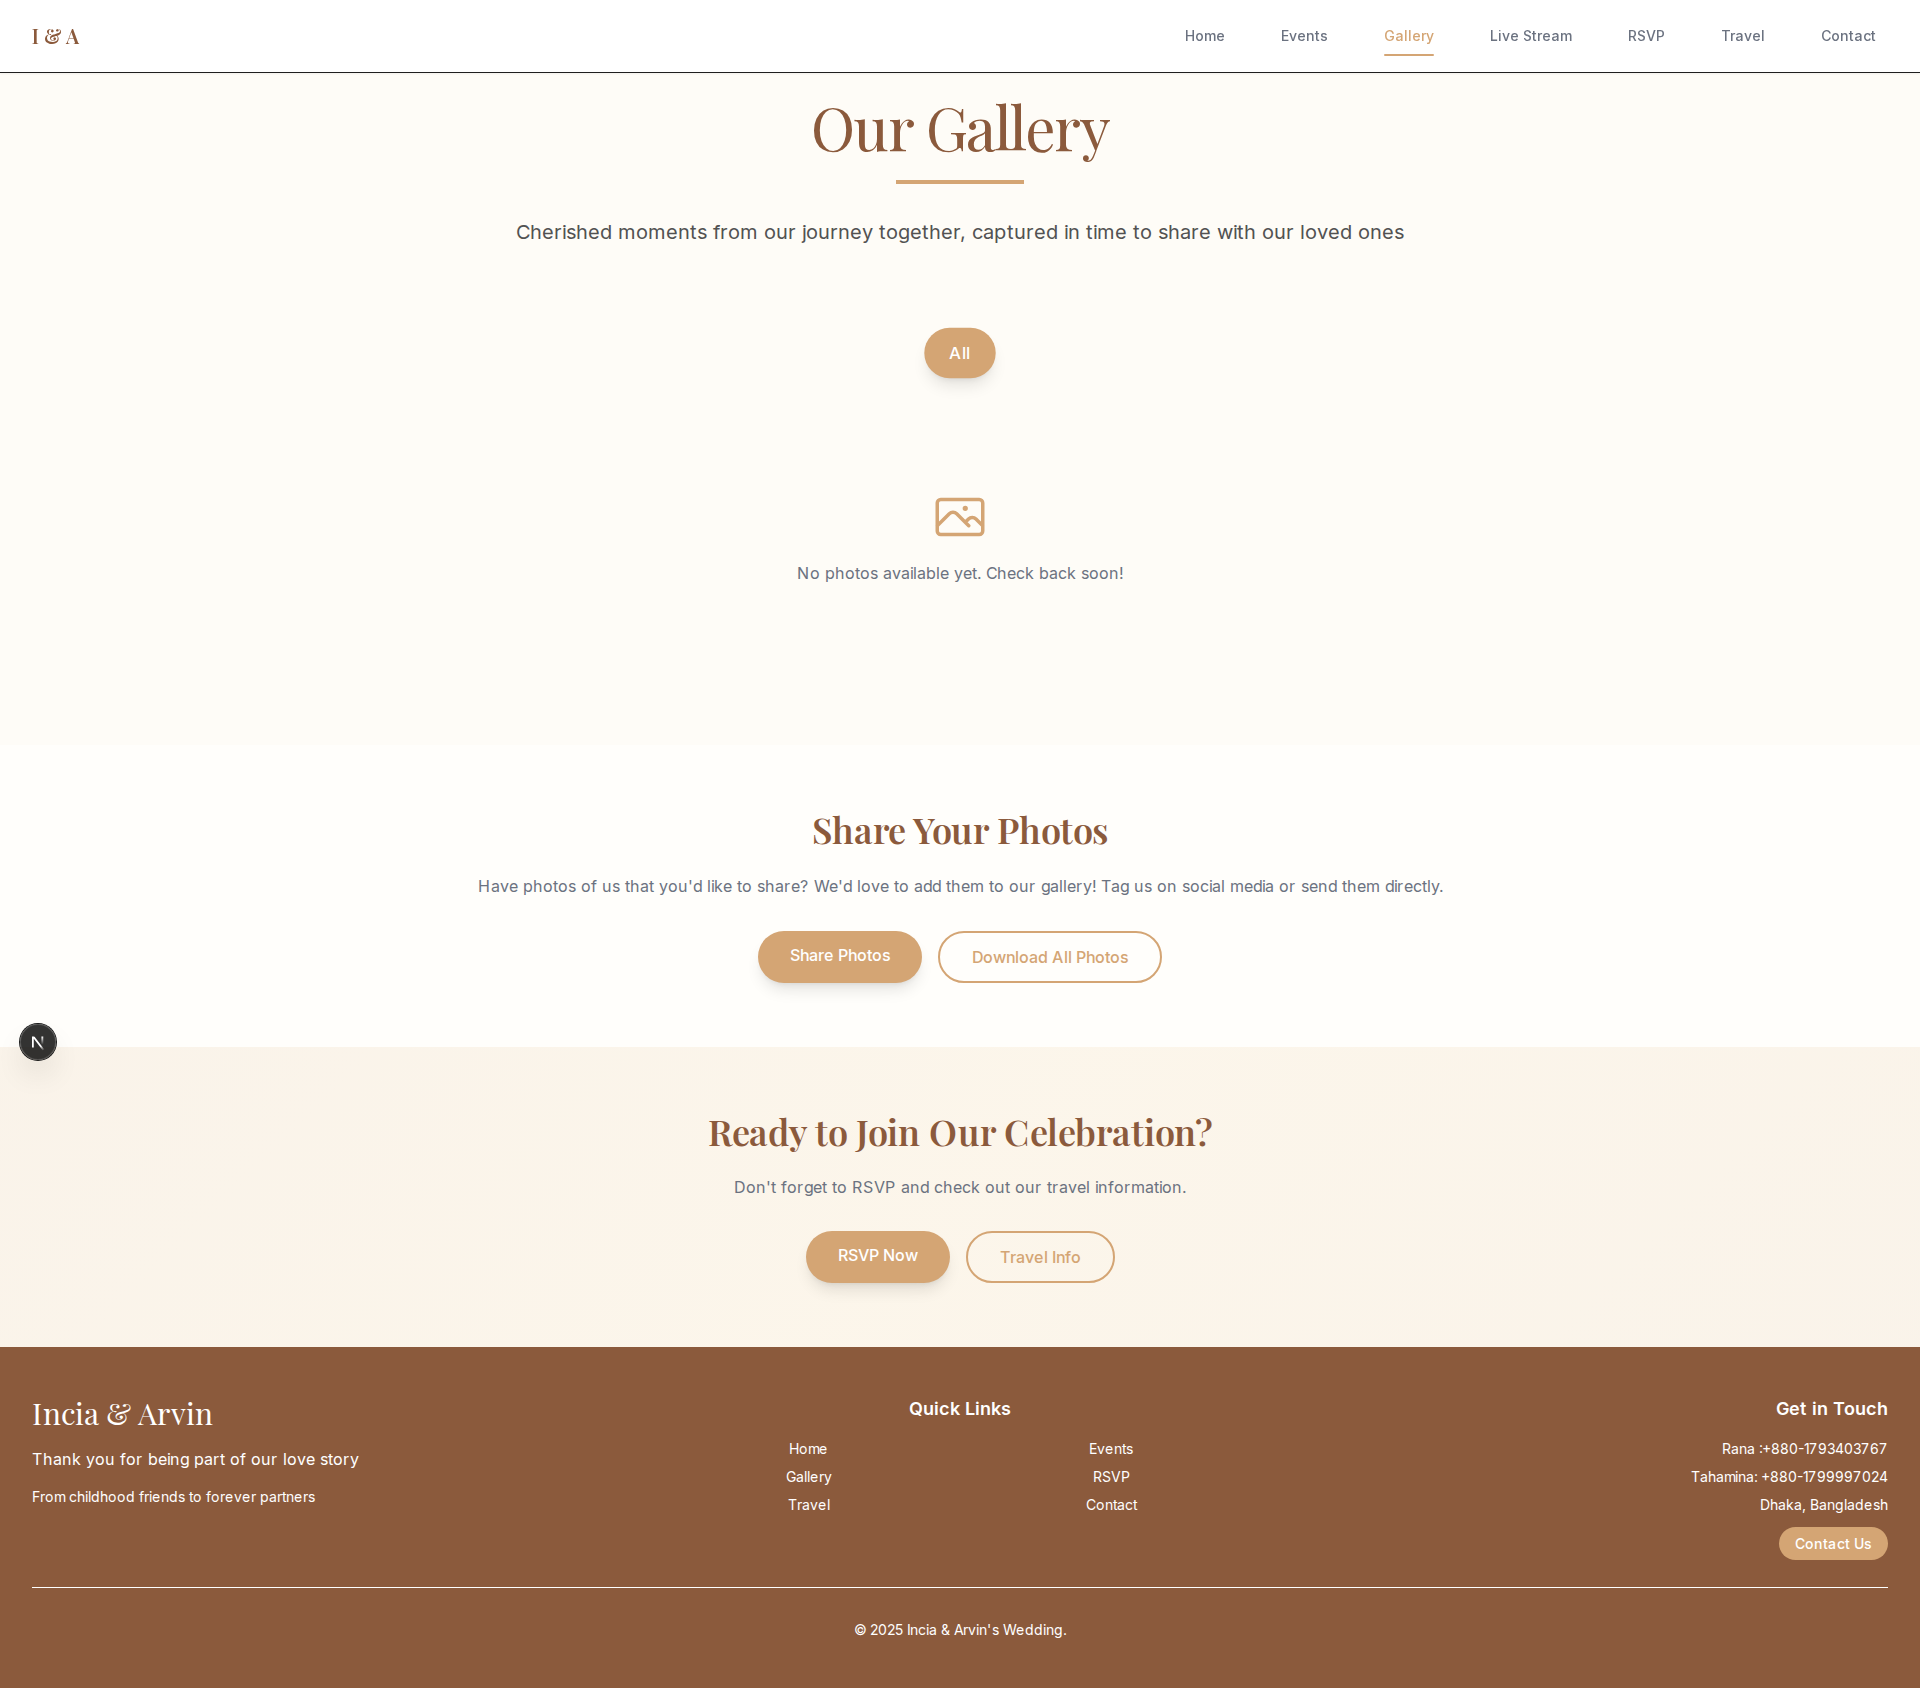 I & A
Home
Events
Gallery
Live Stream
RSVP
Travel
Contact
Our Gallery
Cherished moments from our journey together, captured in time to share with our loved ones
All
No photos available yet. Check back soon!
Share Your Photos
Have photos of us that you'd like to share? We'd love to add them to our gallery! Tag us on social media or send them directly.
Share Photos
Download All Photos
N
Ready to Join Our Celebration?
Don't forget to RSVP and check out our travel information.
RSVP Now
Travel Info
Incia & Arvin
Thank you for being part of our love story
From childhood friends to forever partners
Quick Links
Home
Events
Gallery
RSVP
Travel
Contact
Get in Touch
Rana :+880-1793403767
Tahamina: +880-1799997024
Dhaka, Bangladesh
Contact Us
© 2025 Incia & Arvin's Wedding.